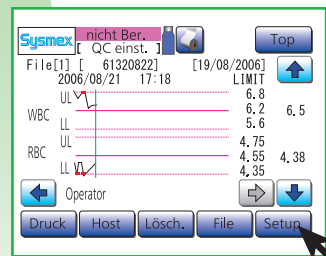 Sysmex nicht Ber. Top
[ QC einst. ]
File[1] [ 61320822] [19/08/2006]
2006/08/21 17:18 LIMIT
UL 6.8
WBC 6.2 6.5
LL 5.6
UL 4.75
RBC 4.55 4.38
LL 4.35
Operator
Druck Host Lösch. File Setup